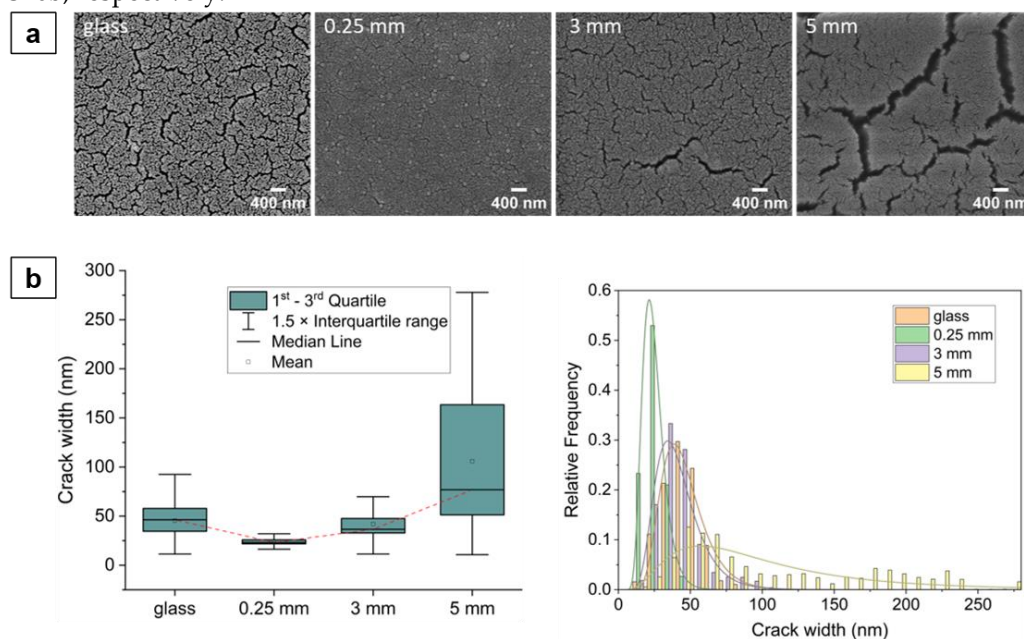 respectively.
a
glass
0.25 mm
3 mm
5 mm
400 nm
400 nm
400 nm
400 nm
b
300
250
200
150
100
50
0
Crack width (nm)
1st - 3rd Quartile
1.5 × Interquartile range
Median Line
Mean
glass
0.25 mm
3 mm
5 mm
0.6
0.5
0.4
0.3
0.2
0.1
0.0
Relative Frequency
glass
0.25 mm
3 mm
5 mm
0
50
100
150
200
250
Crack width (nm)